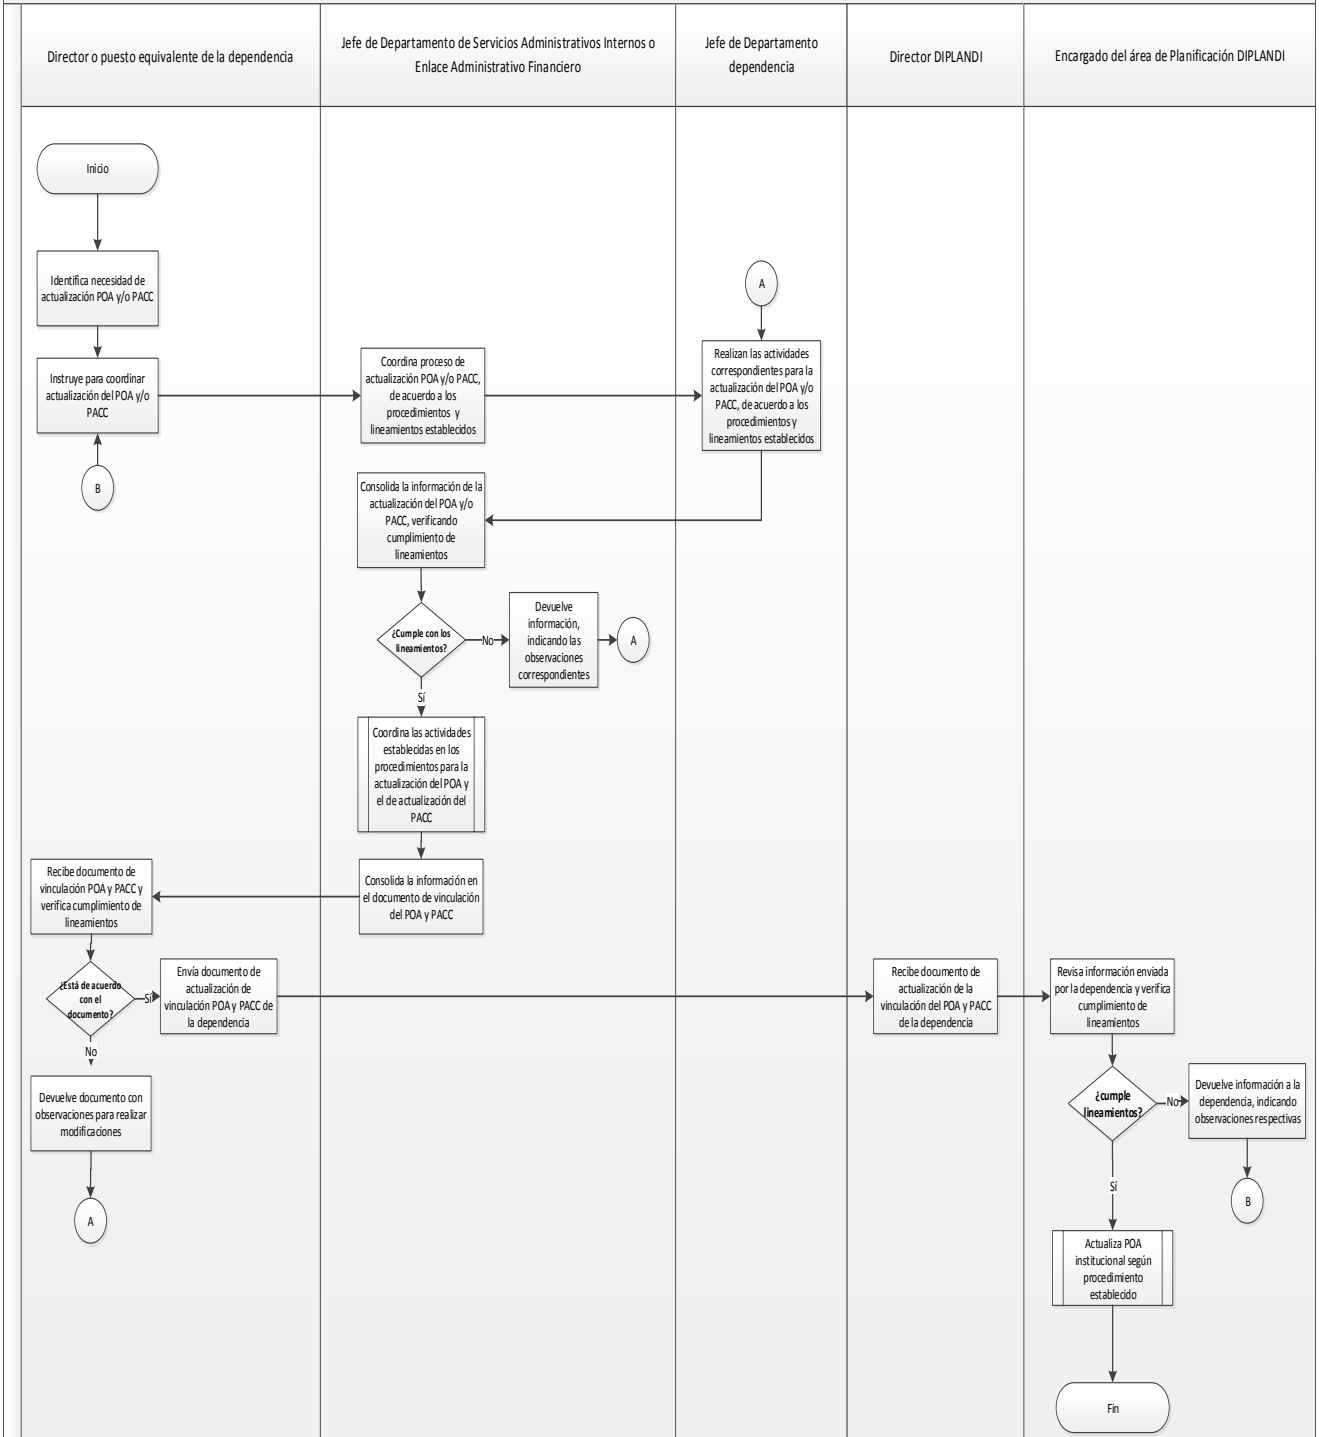 Director o puesto equivalente de la dependencia
Jefe de Departamento de Servicios Administrativos Internos o
Enlace Administrativo Financiero
Jefe de Departamento
dependencia
Director DIPLANDI
Encargado del área de Planificación DIPLANDI
Inicio
Identifica necesidad de
actualización POA y/o PACC
Instruye para coordinar
actualización del POA y/o
PACC
B
Coordina proceso de
actualización POA y/o PACC,
de acuerdo a los
procedimientos y
lineamientos establecidos
A
Realizan las actividades
correspondientes para la
actualización del POA y/o
PACC, de acuerdo a los
procedimientos y
lineamientos establecidos
Consolida la información de la
actualización del POA y/o
PACC, verificando
cumplimiento de
lineamientos
¿Cumple con los
lineamientos?
No
Devuelve
información,
indicando las
observaciones
correspondientes
A
Sí
Coordina las actividades
establecidas en los
procedimientos para la
actualización del POA y
el de actualización del
PACC
Consolida la información en
el documento de vinculación
del POA y PACC
Recibe documento de
vinculación POA y PACC y
verifica cumplimiento de
lineamientos
¿Está de acuerdo
con el
documento?
Sí
Envía documento de
actualización de
vinculación POA y PACC de
la dependencia
No
Devuelve documento con
observaciones para realizar
modificaciones
A
Recibe documento de
actualización de la
vinculación del POA y PACC
de la dependencia
Revisa información enviada
por la dependencia y verifica
cumplimiento de
lineamientos
¿cumple
lineamientos?
No
Devuelve información a la
dependencia, indicando
observaciones respectivas
B
Sí
Actualiza POA
institucional según
procedimiento
establecido
Fin